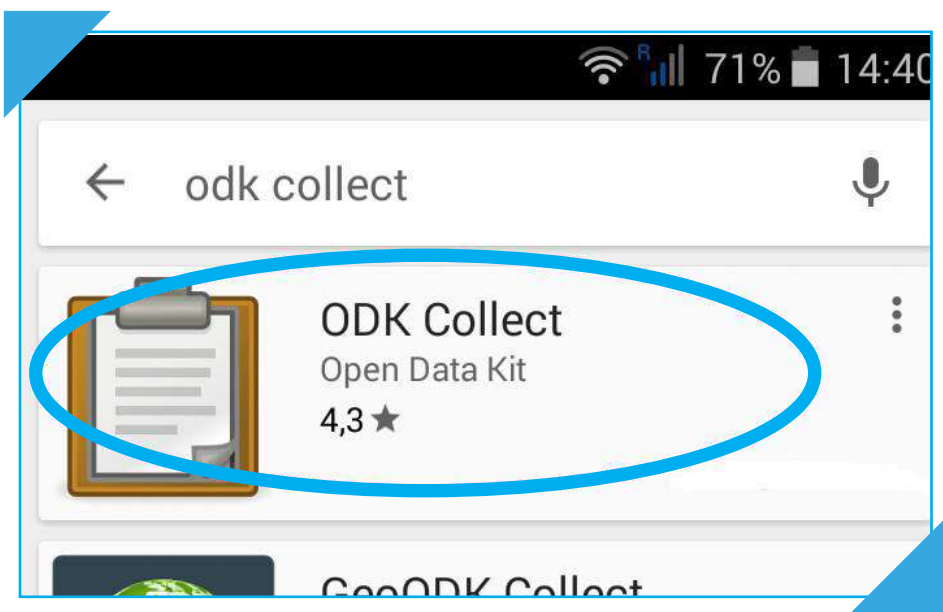 R 71% 14:40
odk collect
ODK Collect
Open Data Kit
4,3
GeoODK Collect